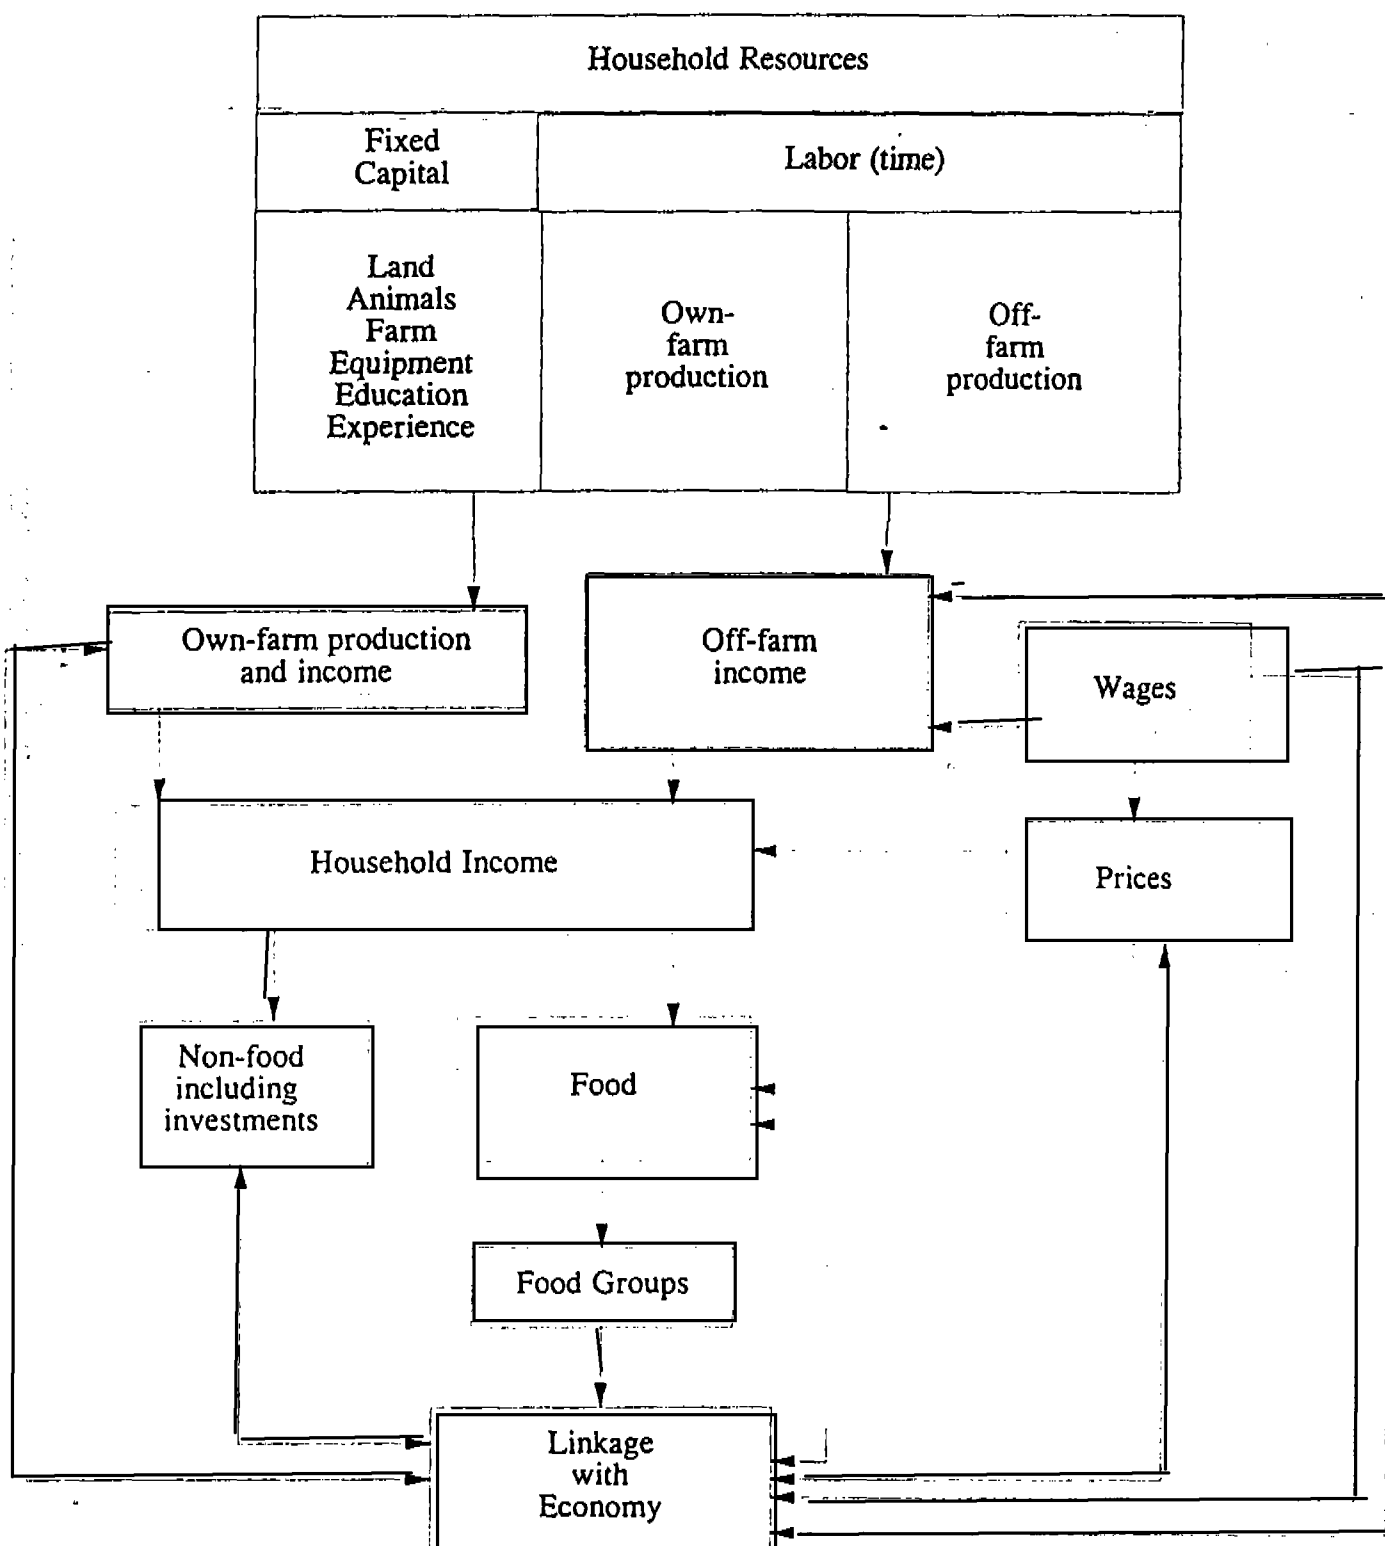 Household Resources
Fixed
Capital
Labor (time)
Land
Animals
Farm
Equipment
Education
Experience
Own-
farm
production
Off-
farm
production
Own-farm production
and income
Off-farm
income
Wages
Household Income
Prices
Non-food
including
investments
Food
Food Groups
Linkage
with
Economy